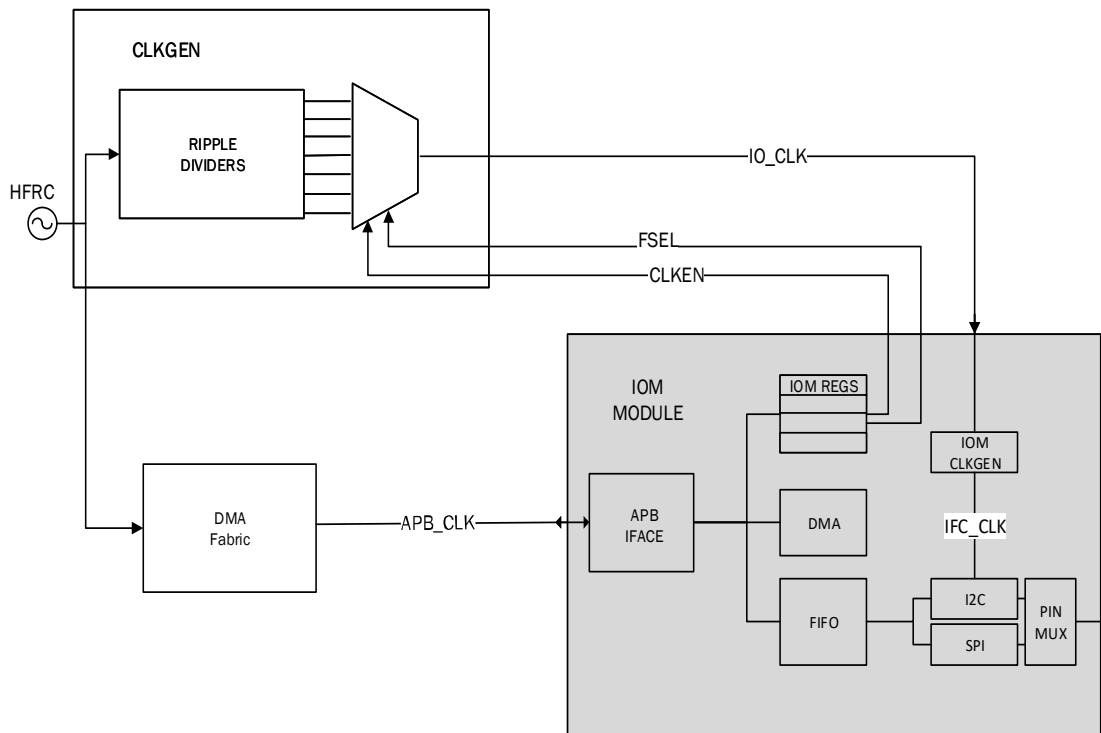 CLKGEN
RIPPLE
DIVIDERS
HFRC
IO_CLK
FSEL
CLKEN
IOM
MODULE
IOM REGS
IOM
CLKGEN
DMA
Fabric
APB_CLK
APB
IFACE
DMA
IFC_CLK
FIFO
I2C
SPI
PIN
MUX